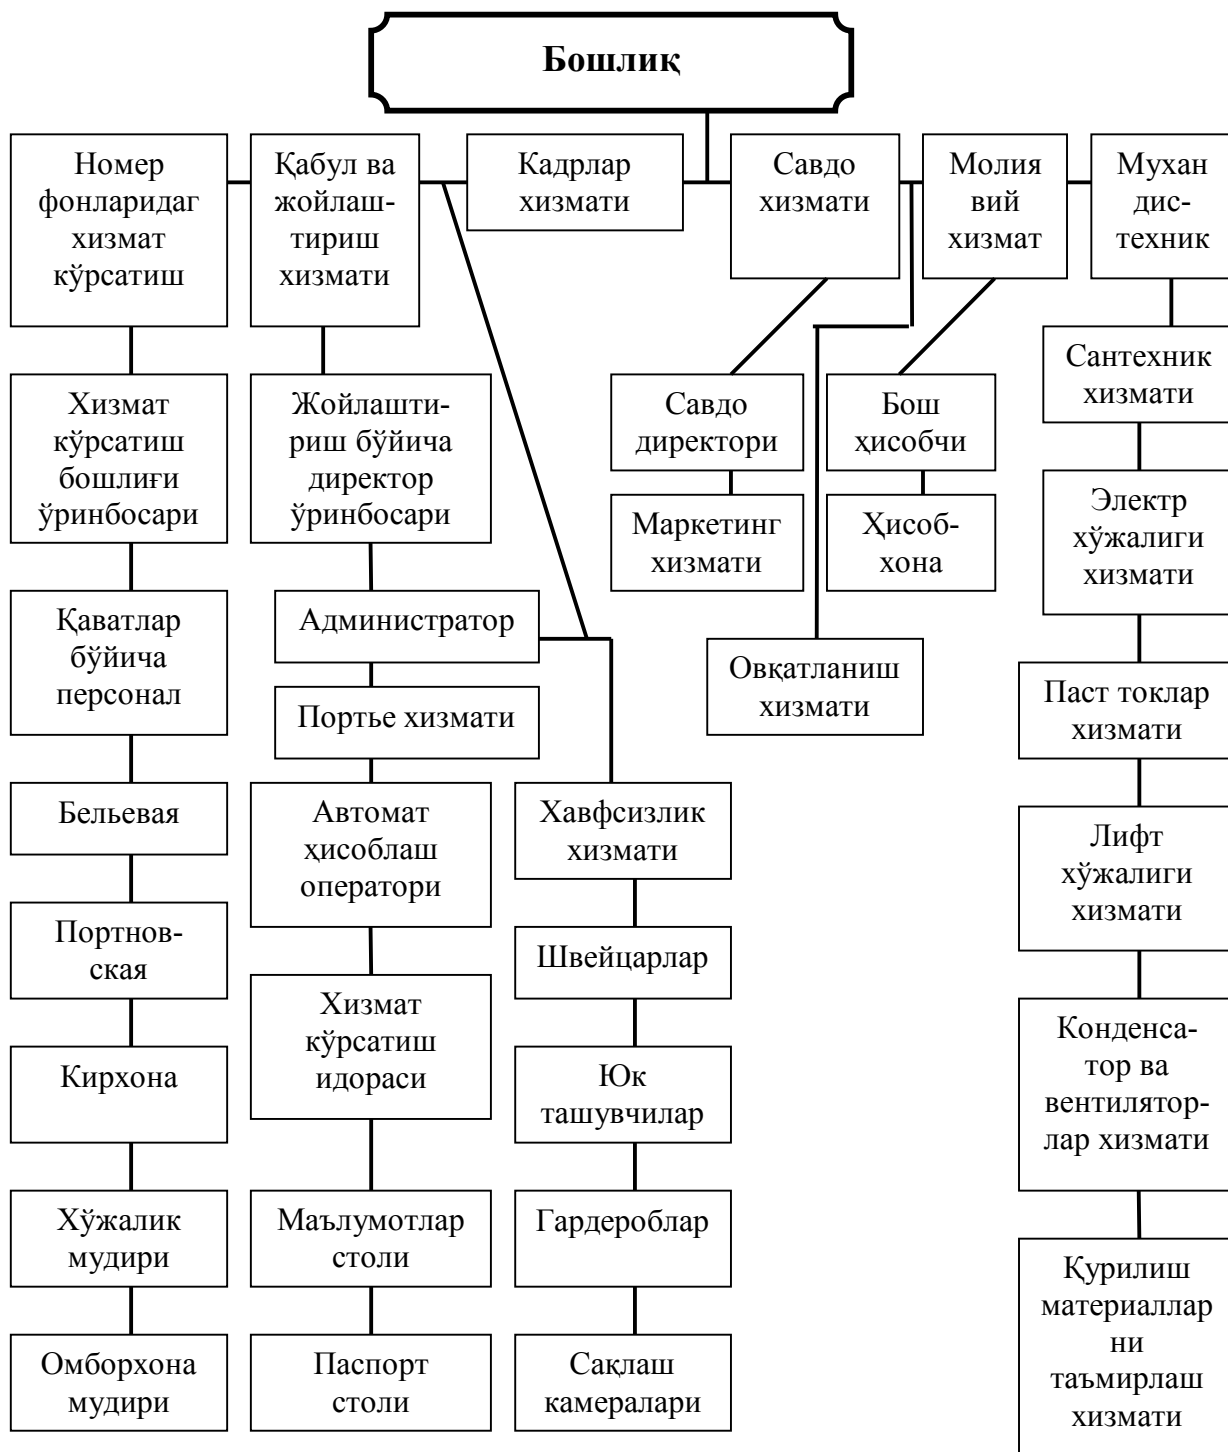 Бошлиқ
Номер
фонларидаг
хизмат
кўрсатиш
Қабул ва
жойлаш-
тириш
хизмати
Кадрлар
хизмати
Савдо
хизмати
Молия
вий
хизмат
Мухан
дис-
техник
Хизмат
кўрсатиш
бошлиғи
ўринбосари
Жойлашти-
риш бўйича
директор
ўринбосари
Савдо
директори
Бош
ҳисобчи
Сантехник
хизмати
Маркетинг
хизмати
Ҳисоб-
хона
Электр
хўжалиги
хизмати
Қаватлар
бўйича
персонал
Администратор
Портье хизмати
Овқатланиш
хизмати
Паст токлар
хизмати
Бельевая
Автомат
ҳисоблаш
оператори
Хавфсизлик
хизмати
Лифт
хўжалиги
хизмати
Портнов-
ская
Швейцарлар
Хизмат
кўрсатиш
идораси
Кирхона
Юк
ташувчилар
Конденса-
тор ва
вентилятор-
лар хизмати
Хўжалик
мудири
Маълумотлар
столи
Гардероблар
Қурилиш
материаллар
ни
таъмирлаш
хизмати
Омборхона
мудири
Паспорт
столи
Сақлаш
камералари